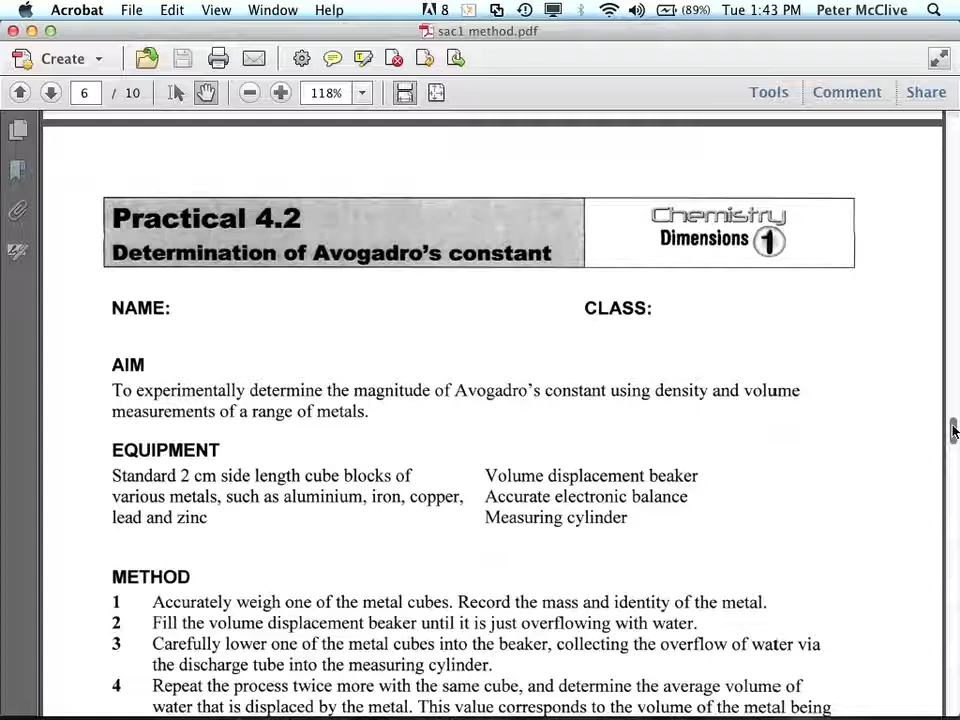 Acrobat File Edit View Window Help 8 (89%) Tue 1:43 PM Peter McClive
sac1 method.pdf
Create
6 / 10 118% Tools Comment Share
Practical 4.2
Determination of Avogadro's constant
Chemistry
Dimensions 1
NAME: CLASS:
AIM
To experimentally determine the magnitude of Avogadro's constant using density and volume
measurements of a range of metals.
EQUIPMENT
Standard 2 cm side length cube blocks of
various metals, such as aluminium, iron, copper,
lead and zinc
Volume displacement beaker
Accurate electronic balance
Measuring cylinder
METHOD
1 Accurately weigh one of the metal cubes. Record the mass and identity of the metal.
2 Fill the volume displacement beaker until it is just overflowing with water.
3 Carefully lower one of the metal cubes into the beaker, collecting the overflow of water via
the discharge tube into the measuring cylinder.
4 Repeat the process twice more with the same cube, and determine the average volume of
water that is displaced by the metal. This value corresponds to the volume of the metal being